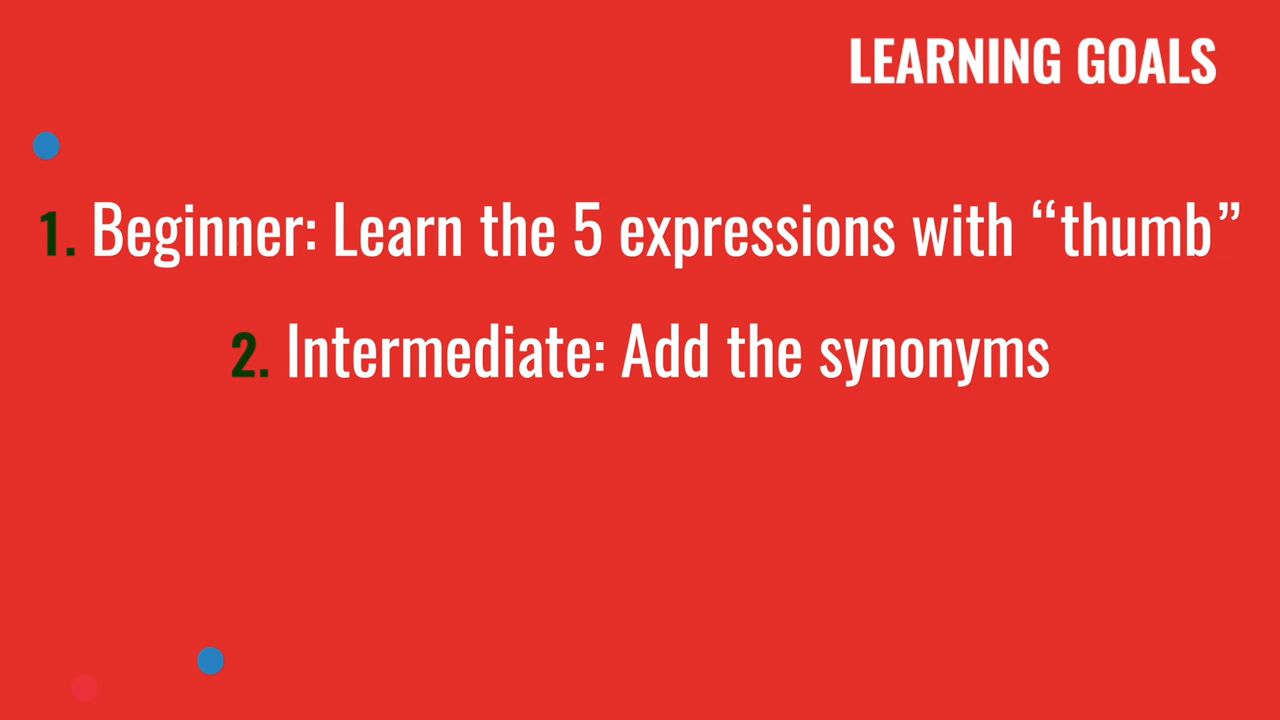 LEARNING GOALS
1. Beginner: Learn the 5 expressions with “thumb”
2. Intermediate: Add the synonyms